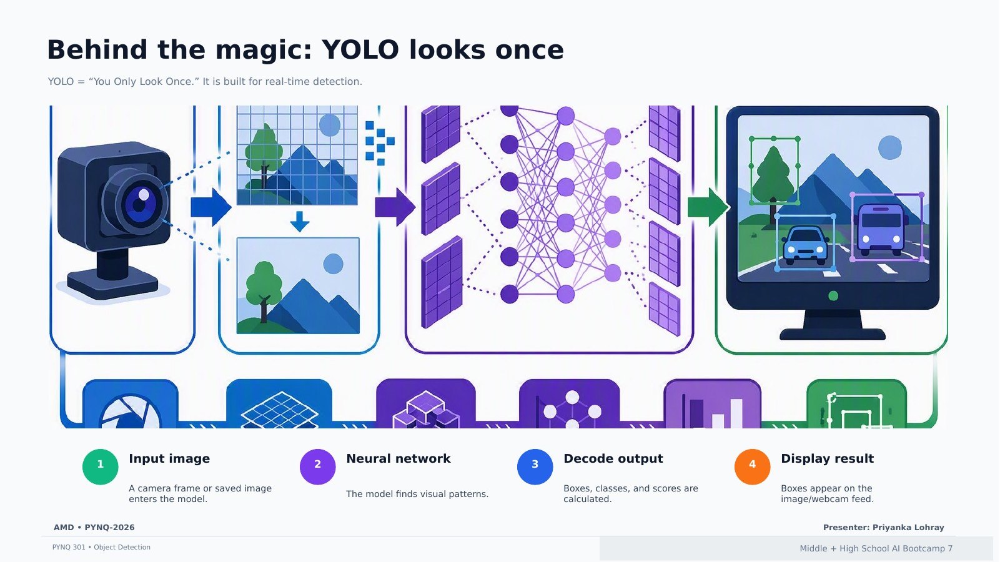 Behind the magic: YOLO looks once
YOLO = “You Only Look Once.” It is built for real-time detection.
1
Input image
A camera frame or saved image
enters the model.
2
Neural network
The model finds visual patterns.
3
Decode output
Boxes, classes, and scores are
calculated.
4
Display result
Boxes appear on the
image/webcam feed.
AMD • PYNQ-2026
Presenter: Priyanka Lohray
PYNQ 301 • Object Detection
Middle + High School AI Bootcamp 7